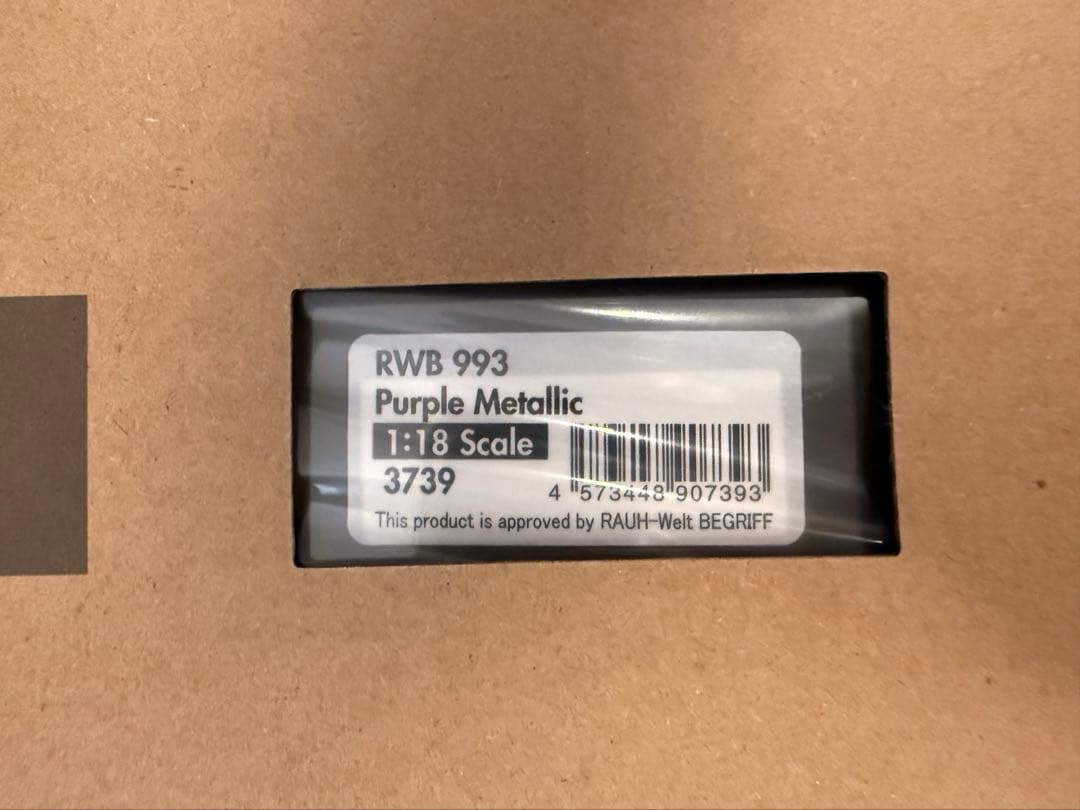 RWB 993
Purple Metallic
1:18 Scale
3739
4 573448 907393
This product is approved by RAUH-Welt BEGRIFF